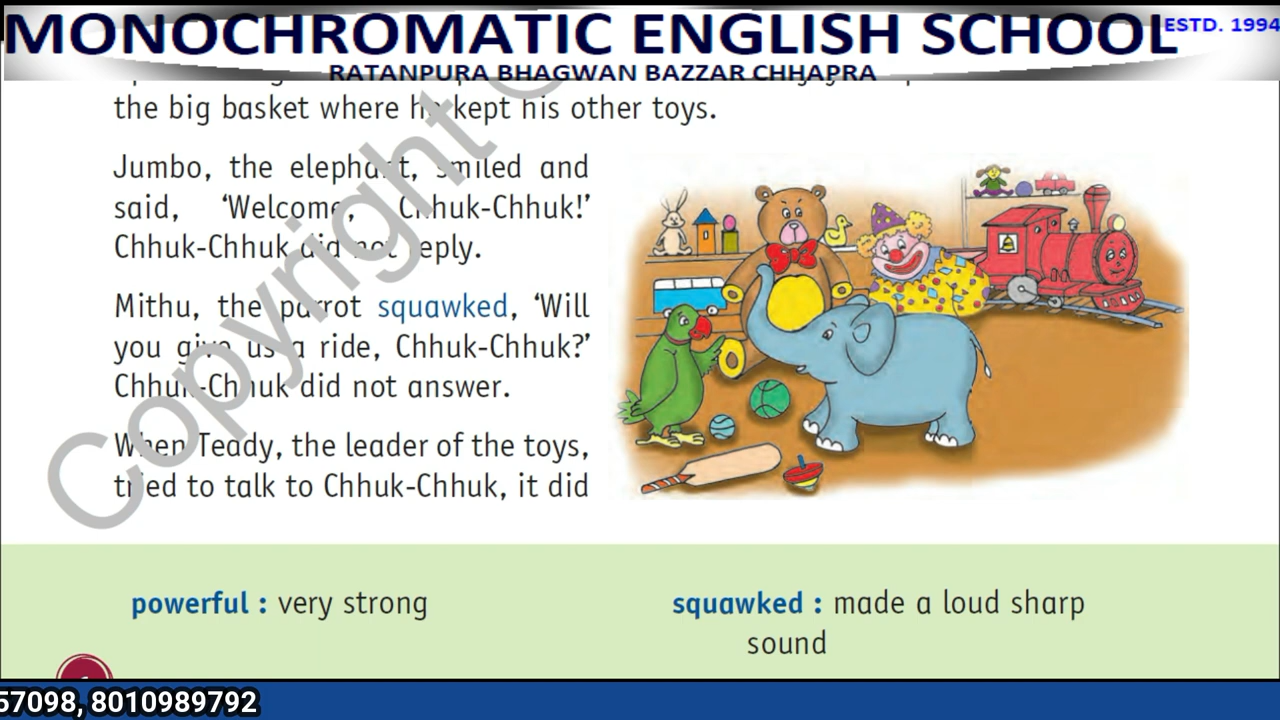 MONOCHROMATIC ENGLISH SCHOOL
ESTD. 1994
RATANPURA BHAGWAN BAZZAR CHHAPRA
the big basket where he kept his other toys.
Jumbo, the elephant, smiled and
said, ‘Welcome, Chhuk-Chhuk!’
Chhuk-Chhuk did not reply.
Mithu, the parrot squawked, ‘Will
you give us a ride, Chhuk-Chhuk?’
Chhuk-Chhuk did not answer.
When Teddy, the leader of the toys,
tried to talk to Chhuk-Chhuk, it did
Copyright
powerful : very strong
squawked : made a loud sharp
sound
57098, 8010989792